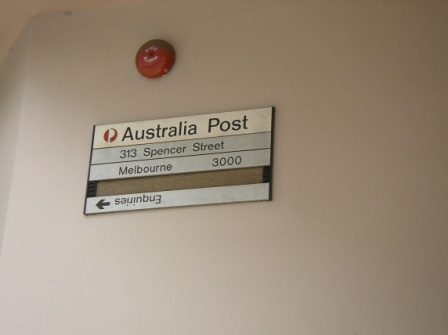 Australia Post
313 Spencer Street
Melbourne 3000
Enquiries